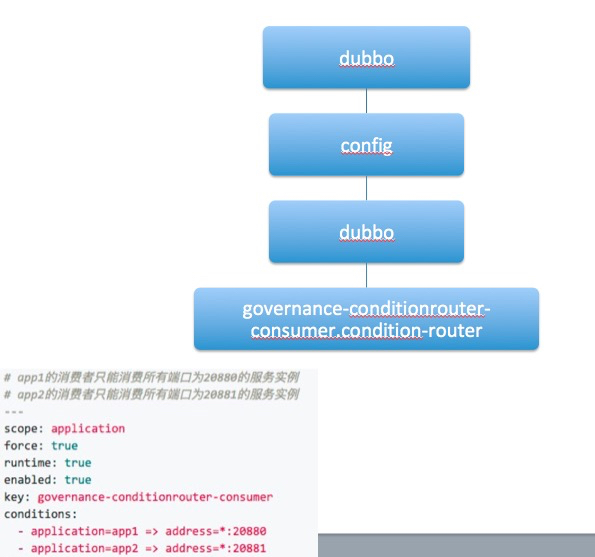 dubbo
config
dubbo
governance-conditionrouter-
consumer.condition-router
# app1的消费者只能消费所有端口为20880的服务实例
# app2的消费者只能消费所有端口为20881的服务实例
---
scope: application
force: true
runtime: true
enabled: true
key: governance-conditionrouter-consumer
conditions:
  - application=app1 => address=*:20880
  - application=app2 => address=*:20881